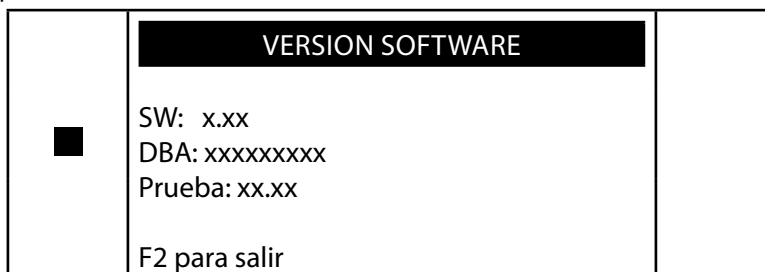 VERSION SOFTWARE
SW: x.xx
DBA: xxxxxxxxx
Prueba: xx.xx
F2 para salir